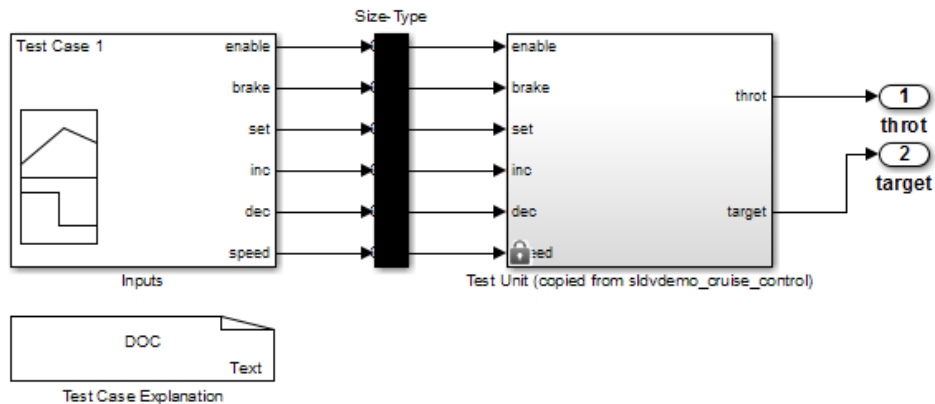 Size-Type
Test Case 1
enable
brake
set
inc
dec
speed
Inputs
enable
brake
set
inc
dec
eed
throt
target
Test Unit (copied from sldvdemo_cruise_control)
1
throt
2
target
DOC
Text
Test Case Explanation